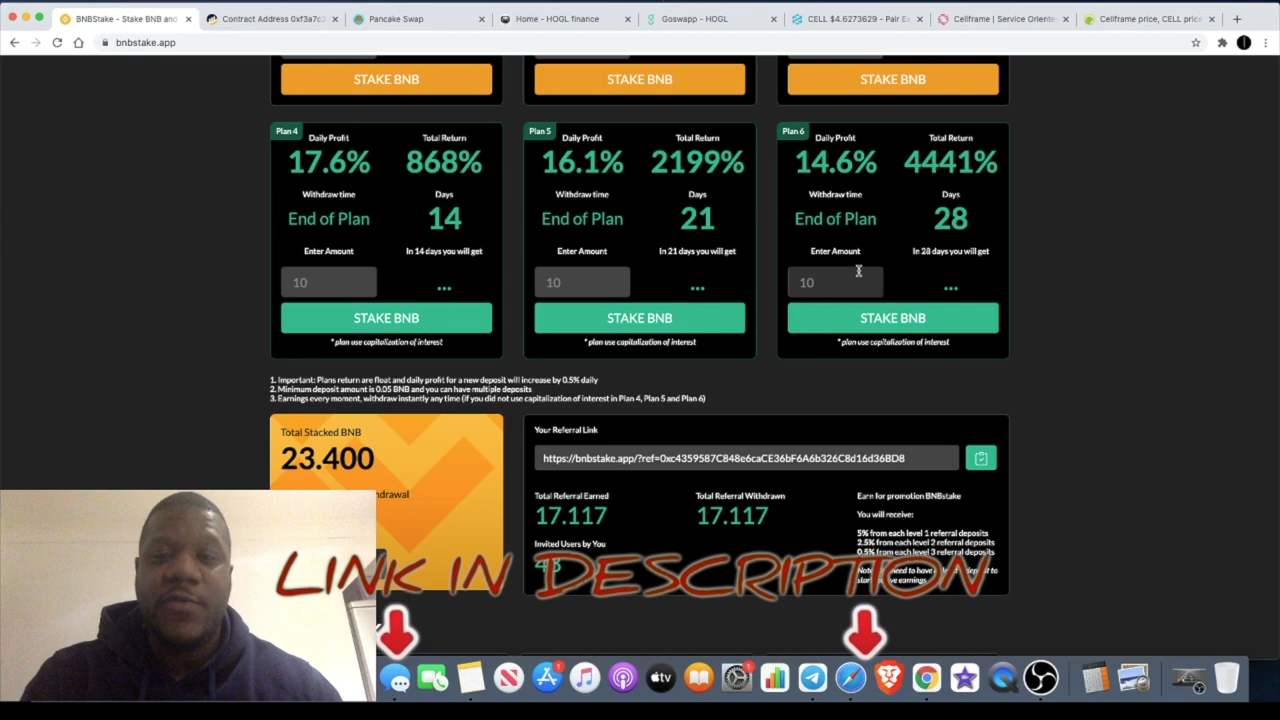 BNBStake - Stake BNB and
Contract Address 0xf3a7c3
Pancake Swap
Home - HOGL finance
Goswapp - HOGL
CELL $4.6273629 - Pair Ex
Cellframe | Service Oriente
Cellframe price, CELL price
bnbstake.app
STAKE BNB
STAKE BNB
STAKE BNB
Plan 4
Daily Profit
Total Return
17.6%
868%
Withdraw time
Days
End of Plan
14
Enter Amount
In 14 days you will get
10
...
STAKE BNB
* plan use capitalization of interest
Plan 5
Daily Profit
Total Return
16.1%
2199%
Withdraw time
Days
End of Plan
21
Enter Amount
In 21 days you will get
10
...
STAKE BNB
* plan use capitalization of interest
Plan 6
Daily Profit
Total Return
14.6%
4441%
Withdraw time
Days
End of Plan
28
Enter Amount
In 28 days you will get
10
...
STAKE BNB
* plan use capitalization of interest
1. Important: Plans return are float and daily profit for a new deposit will increase by 0.5% daily
2. Minimum deposit amount is 0.05 BNB and you can have multiple deposits
3. Earnings every moment, withdraw instantly any time (if you did not use capitalization of interest in Plan 4, Plan 5 and Plan 6)
Total Stacked BNB
23.400
hdrawal
Your Referral Link
https://bnbstake.app/?ref=0xc4359587C848e6caCE36bF6A6b326C8d16d36BD8
Total Referral Earned
17.117
Total Referral Withdrawn
17.117
Invited Users by You
Earn for promotion BNBstake
You will receive:
5% from each level 1 referral deposits
2.5% from each level 2 referral deposits
0.5% from each level 3 referral deposits
LINK IN DESCRIPTION
tv